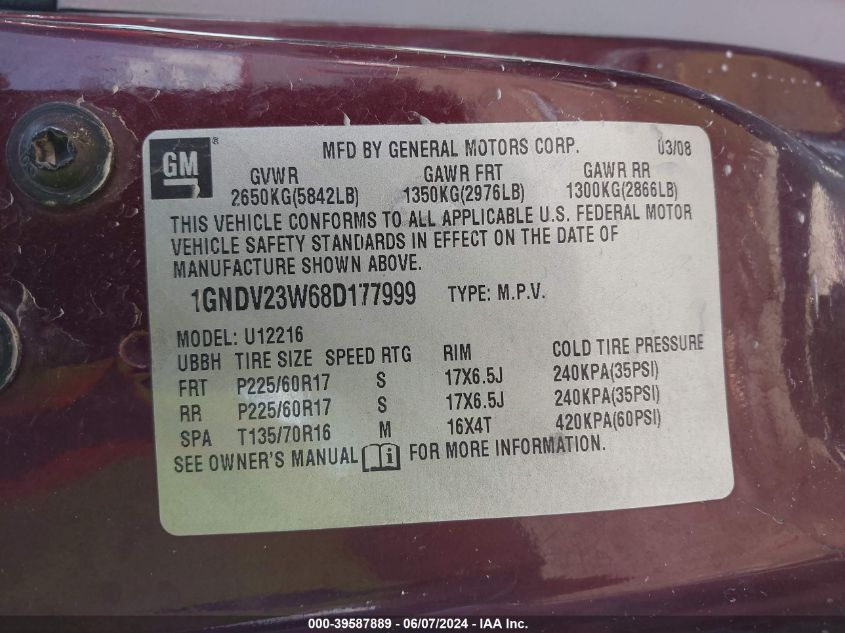 GM ® MFD BY GENERAL MOTORS CORP. 03/08
GVWR GAWR FRT GAWR RR
2650KG(5842LB) 1350KG(2976LB) 1300KG(2866LB)
THIS VEHICLE CONFORMS TO ALL APPLICABLE U.S. FEDERAL MOTOR
VEHICLE SAFETY STANDARDS IN EFFECT ON THE DATE OF
MANUFACTURE SHOWN ABOVE.
1GNDV23W68D177999 TYPE: M.P.V.
MODEL: U12216
UBBH TIRE SIZE SPEED RTG RIM COLD TIRE PRESSURE
FRT P225/60R17 S 17X6.5J 240KPA(35PSI)
RR P225/60R17 S 17X6.5J 240KPA(35PSI)
SPA T135/70R16 M 16X4T 420KPA(60PSI)
SEE OWNER'S MANUAL FOR MORE INFORMATION.
000-39587889 - 06/07/2024 - IAA Inc.